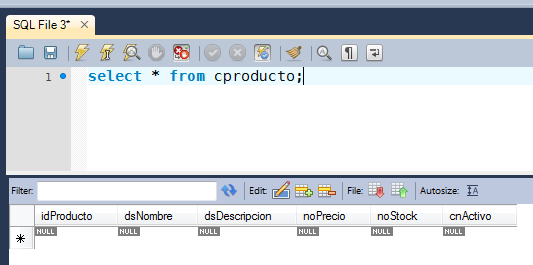 SQL File 3* ×
1 select * from cproducto;
Filter: Edit: File: Autosize:
idProducto dsNombre dsDescripcion noPrecio noStock cnActivo
* NULL NULL NULL NULL NULL NULL